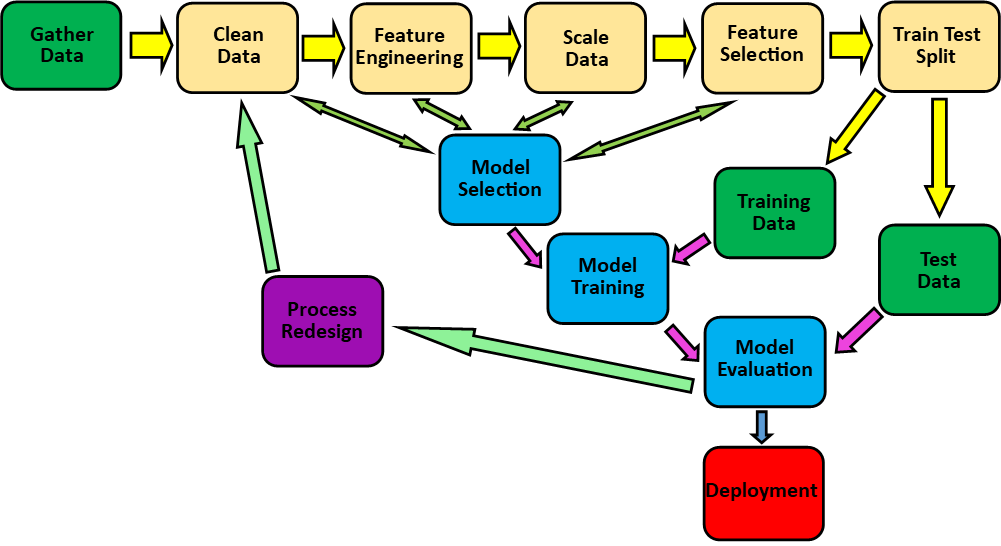 Gather
Data
Clean
Data
Feature
Engineering
Scale
Data
Feature
Selection
Train Test
Split
Model
Selection
Training
Data
Model
Training
Test
Data
Process
Redesign
Model
Evaluation
Deployment